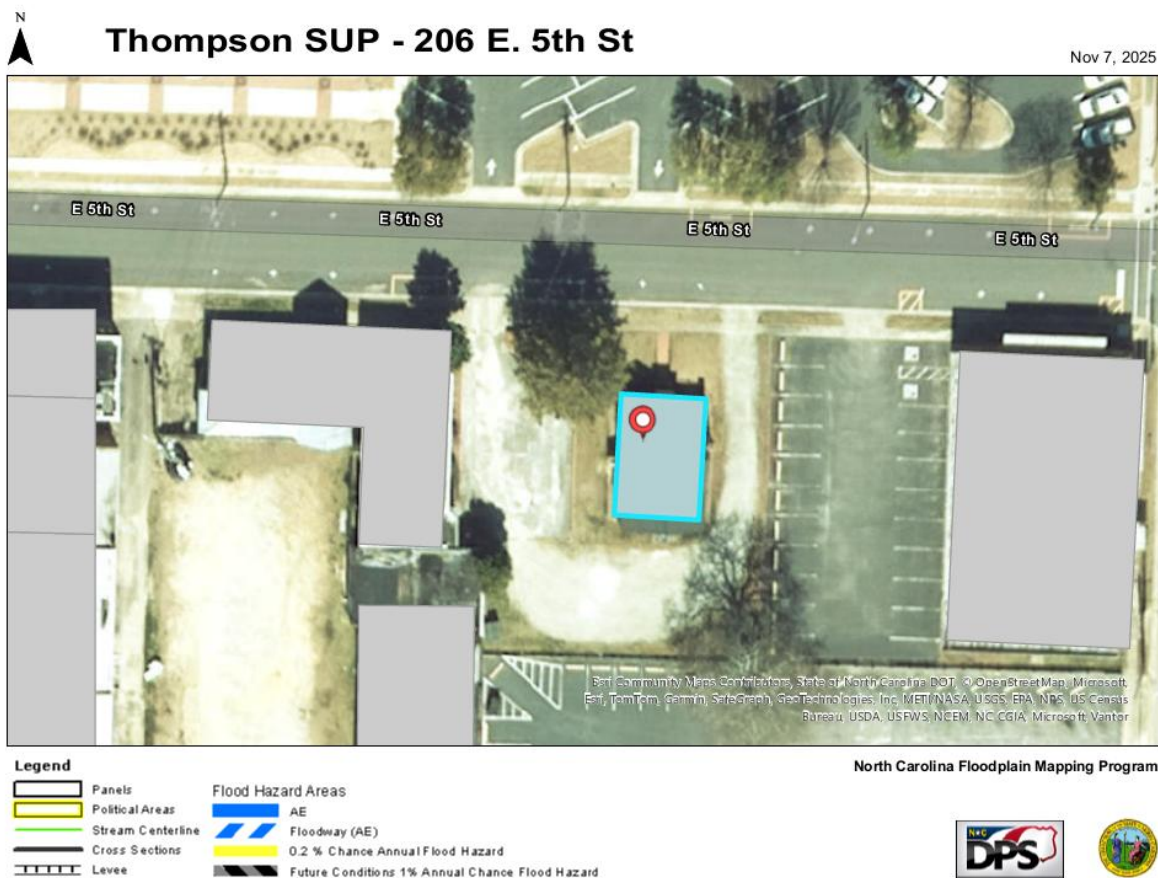 N
Thompson SUP - 206 E. 5th St
Nov 7, 2025
E 5th St
E 5th St
E 5th St
E 5th St
Esri Community Maps Contributors, State of North Carolina DOT, © OpenStreetMap, Microsoft,
Esri, TomTom, Garmin, SafeGraph, GeoTechnologies, Inc, METI/NASA, USGS, EPA, NPS, US Census
Bureau, USDA, USFWS, NCEM, NC CGIA, Microsoft, Vantor
Legend
North Carolina Floodplain Mapping Program
Panels
Political Areas
Stream Centerline
Cross Sections
Levee
Flood Hazard Areas
AE
Floodway (AE)
0.2 % Chance Annual Flood Hazard
Future Conditions 1% Annual Chance Flood Hazard
N★C
DPS